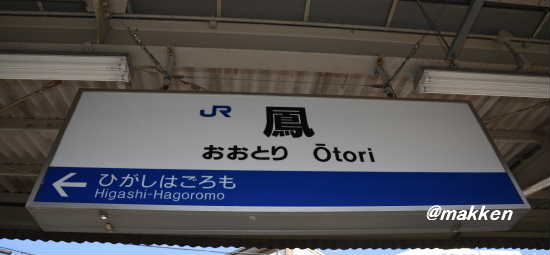 JR 鳳
おおとり Ōtori
← ひがしはごろも
Higashi-Hagoromo
@makken